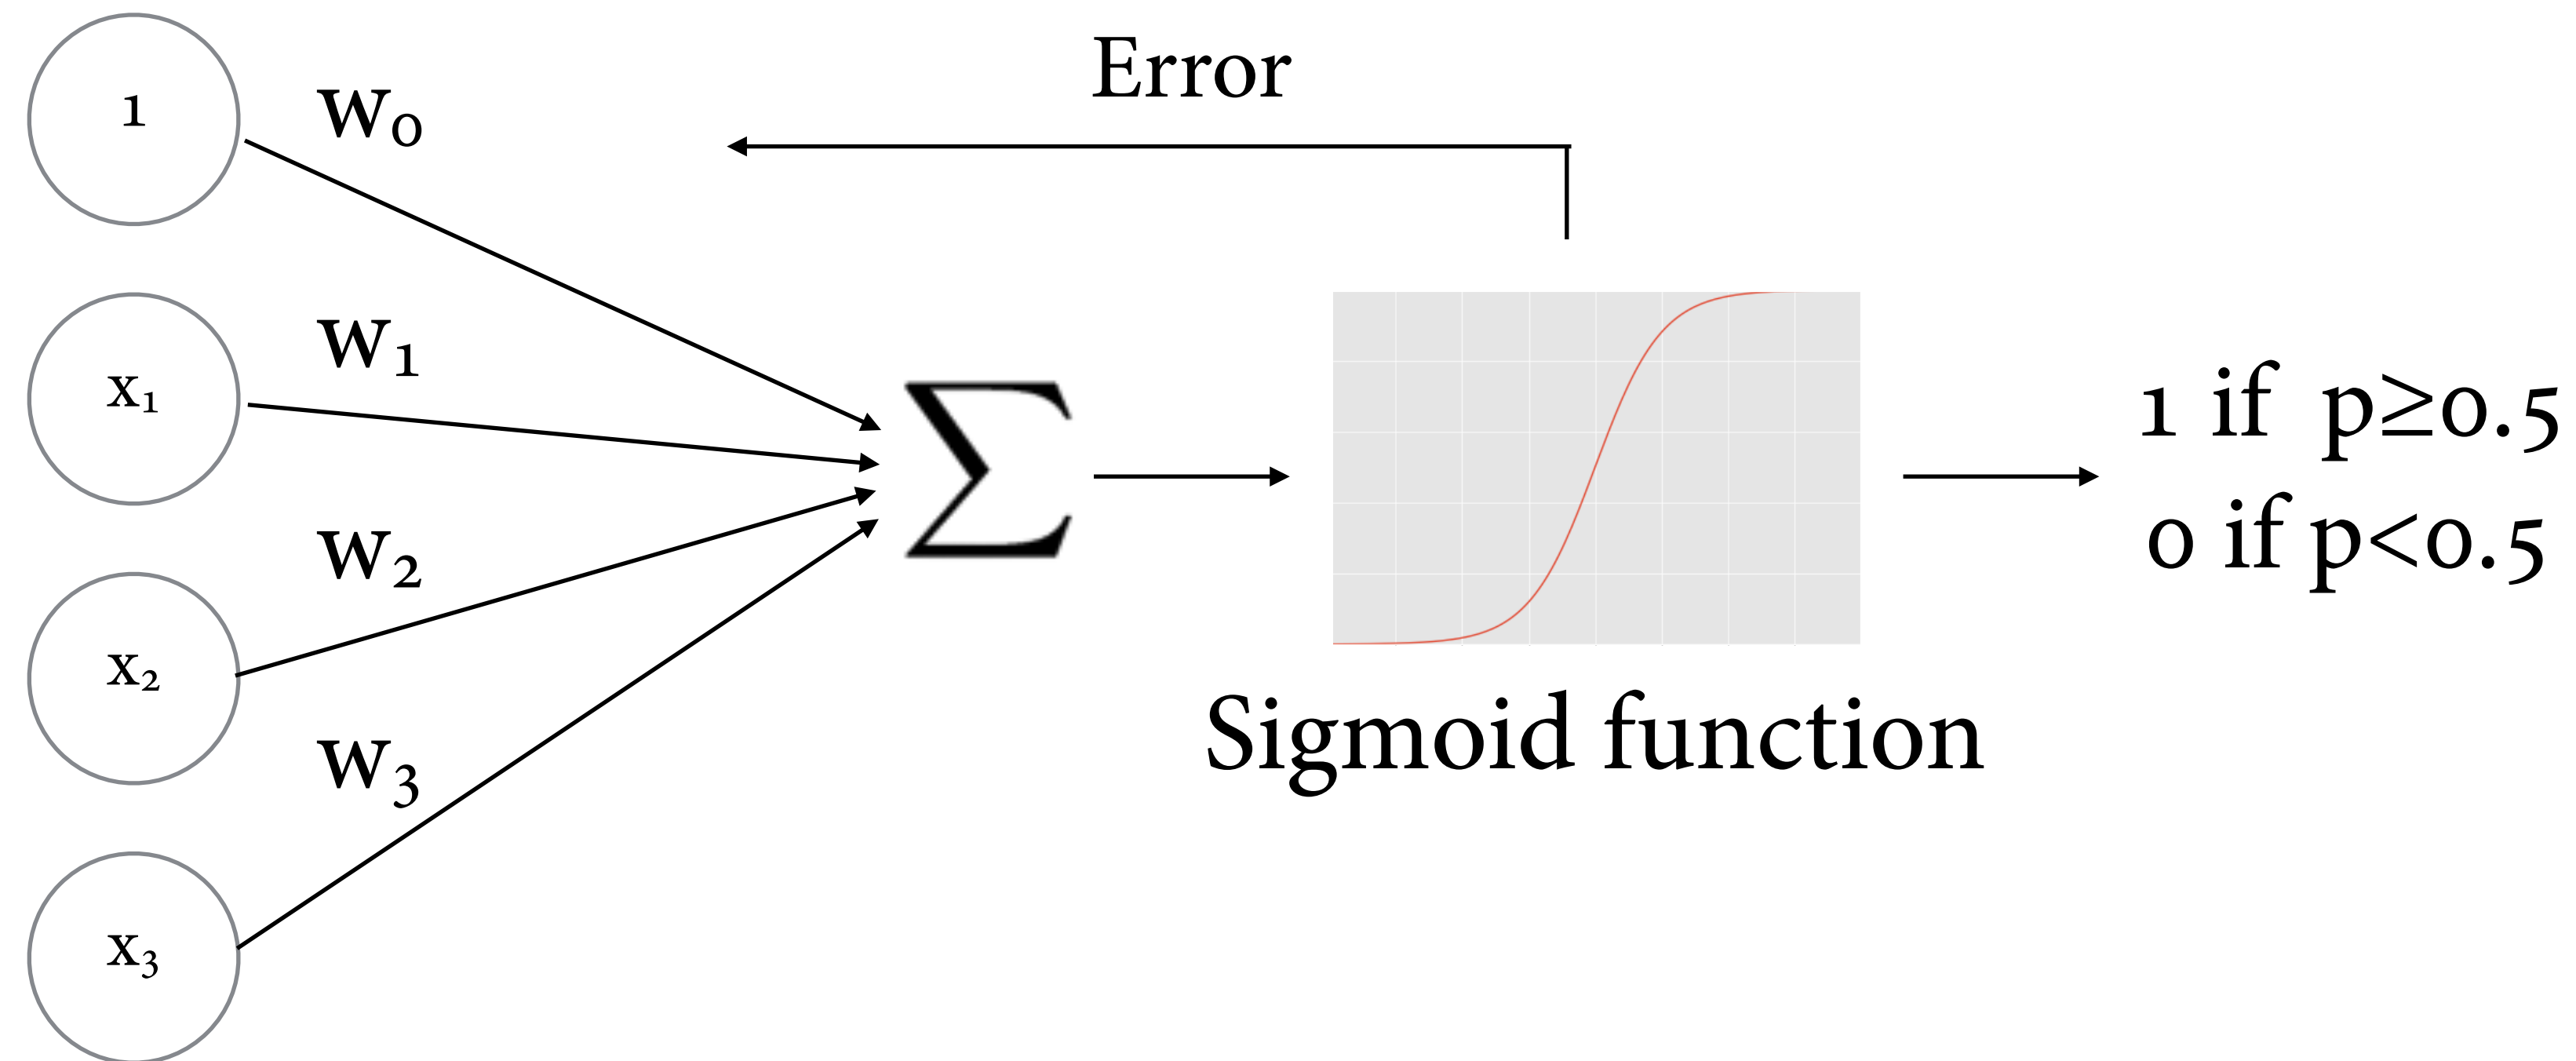 1
w₀
Error
x₁
w₁
x₂
w₂
x₃
w₃
∑
Sigmoid function
1 if p≥0.5
0 if p<0.5